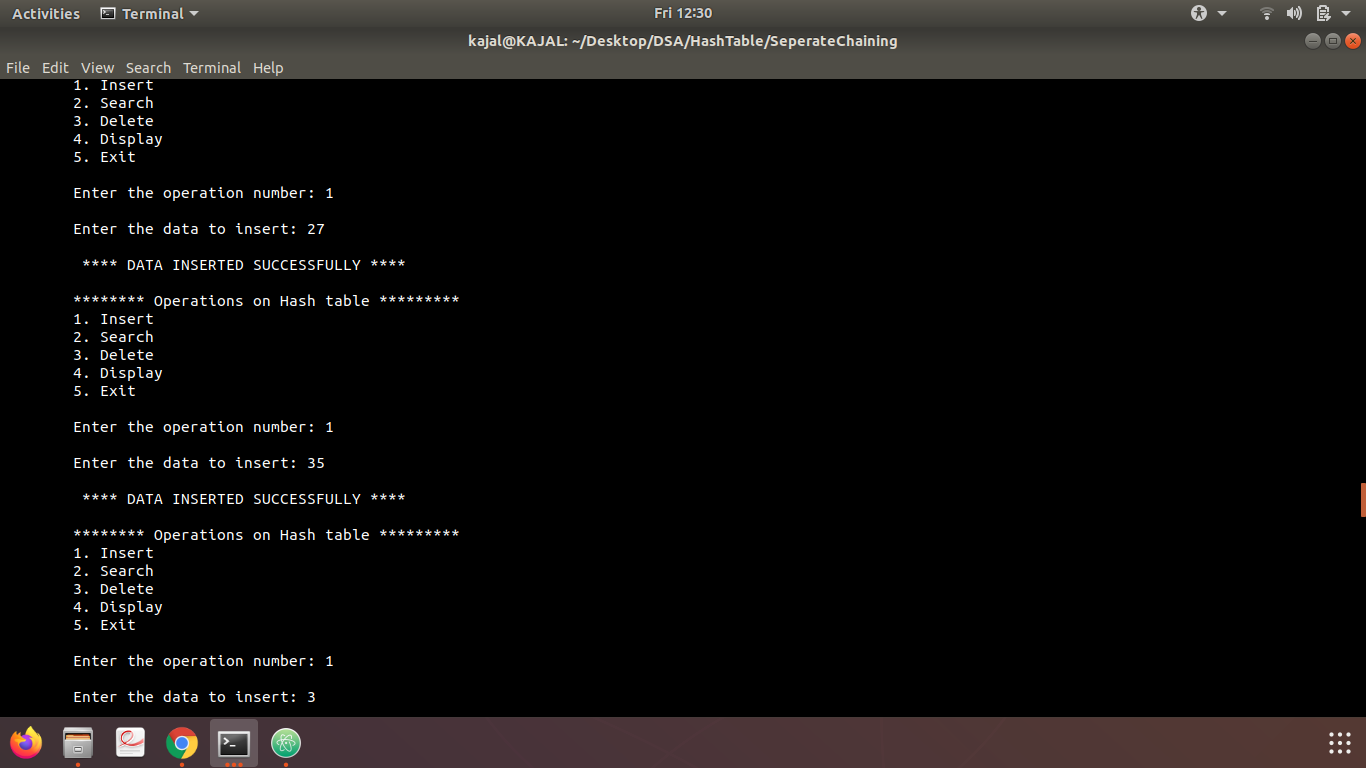 Activities Terminal Fri 12:30
kajal@KAJAL: ~/Desktop/DSA/HashTable/SeperateChaining
File Edit View Search Terminal Help
1. Insert
2. Search
3. Delete
4. Display
5. Exit
Enter the operation number: 1
Enter the data to insert: 27
**** DATA INSERTED SUCCESSFULLY ****
******** Operations on Hash table *********
1. Insert
2. Search
3. Delete
4. Display
5. Exit
Enter the operation number: 1
Enter the data to insert: 35
**** DATA INSERTED SUCCESSFULLY ****
******** Operations on Hash table *********
1. Insert
2. Search
3. Delete
4. Display
5. Exit
Enter the operation number: 1
Enter the data to insert: 3